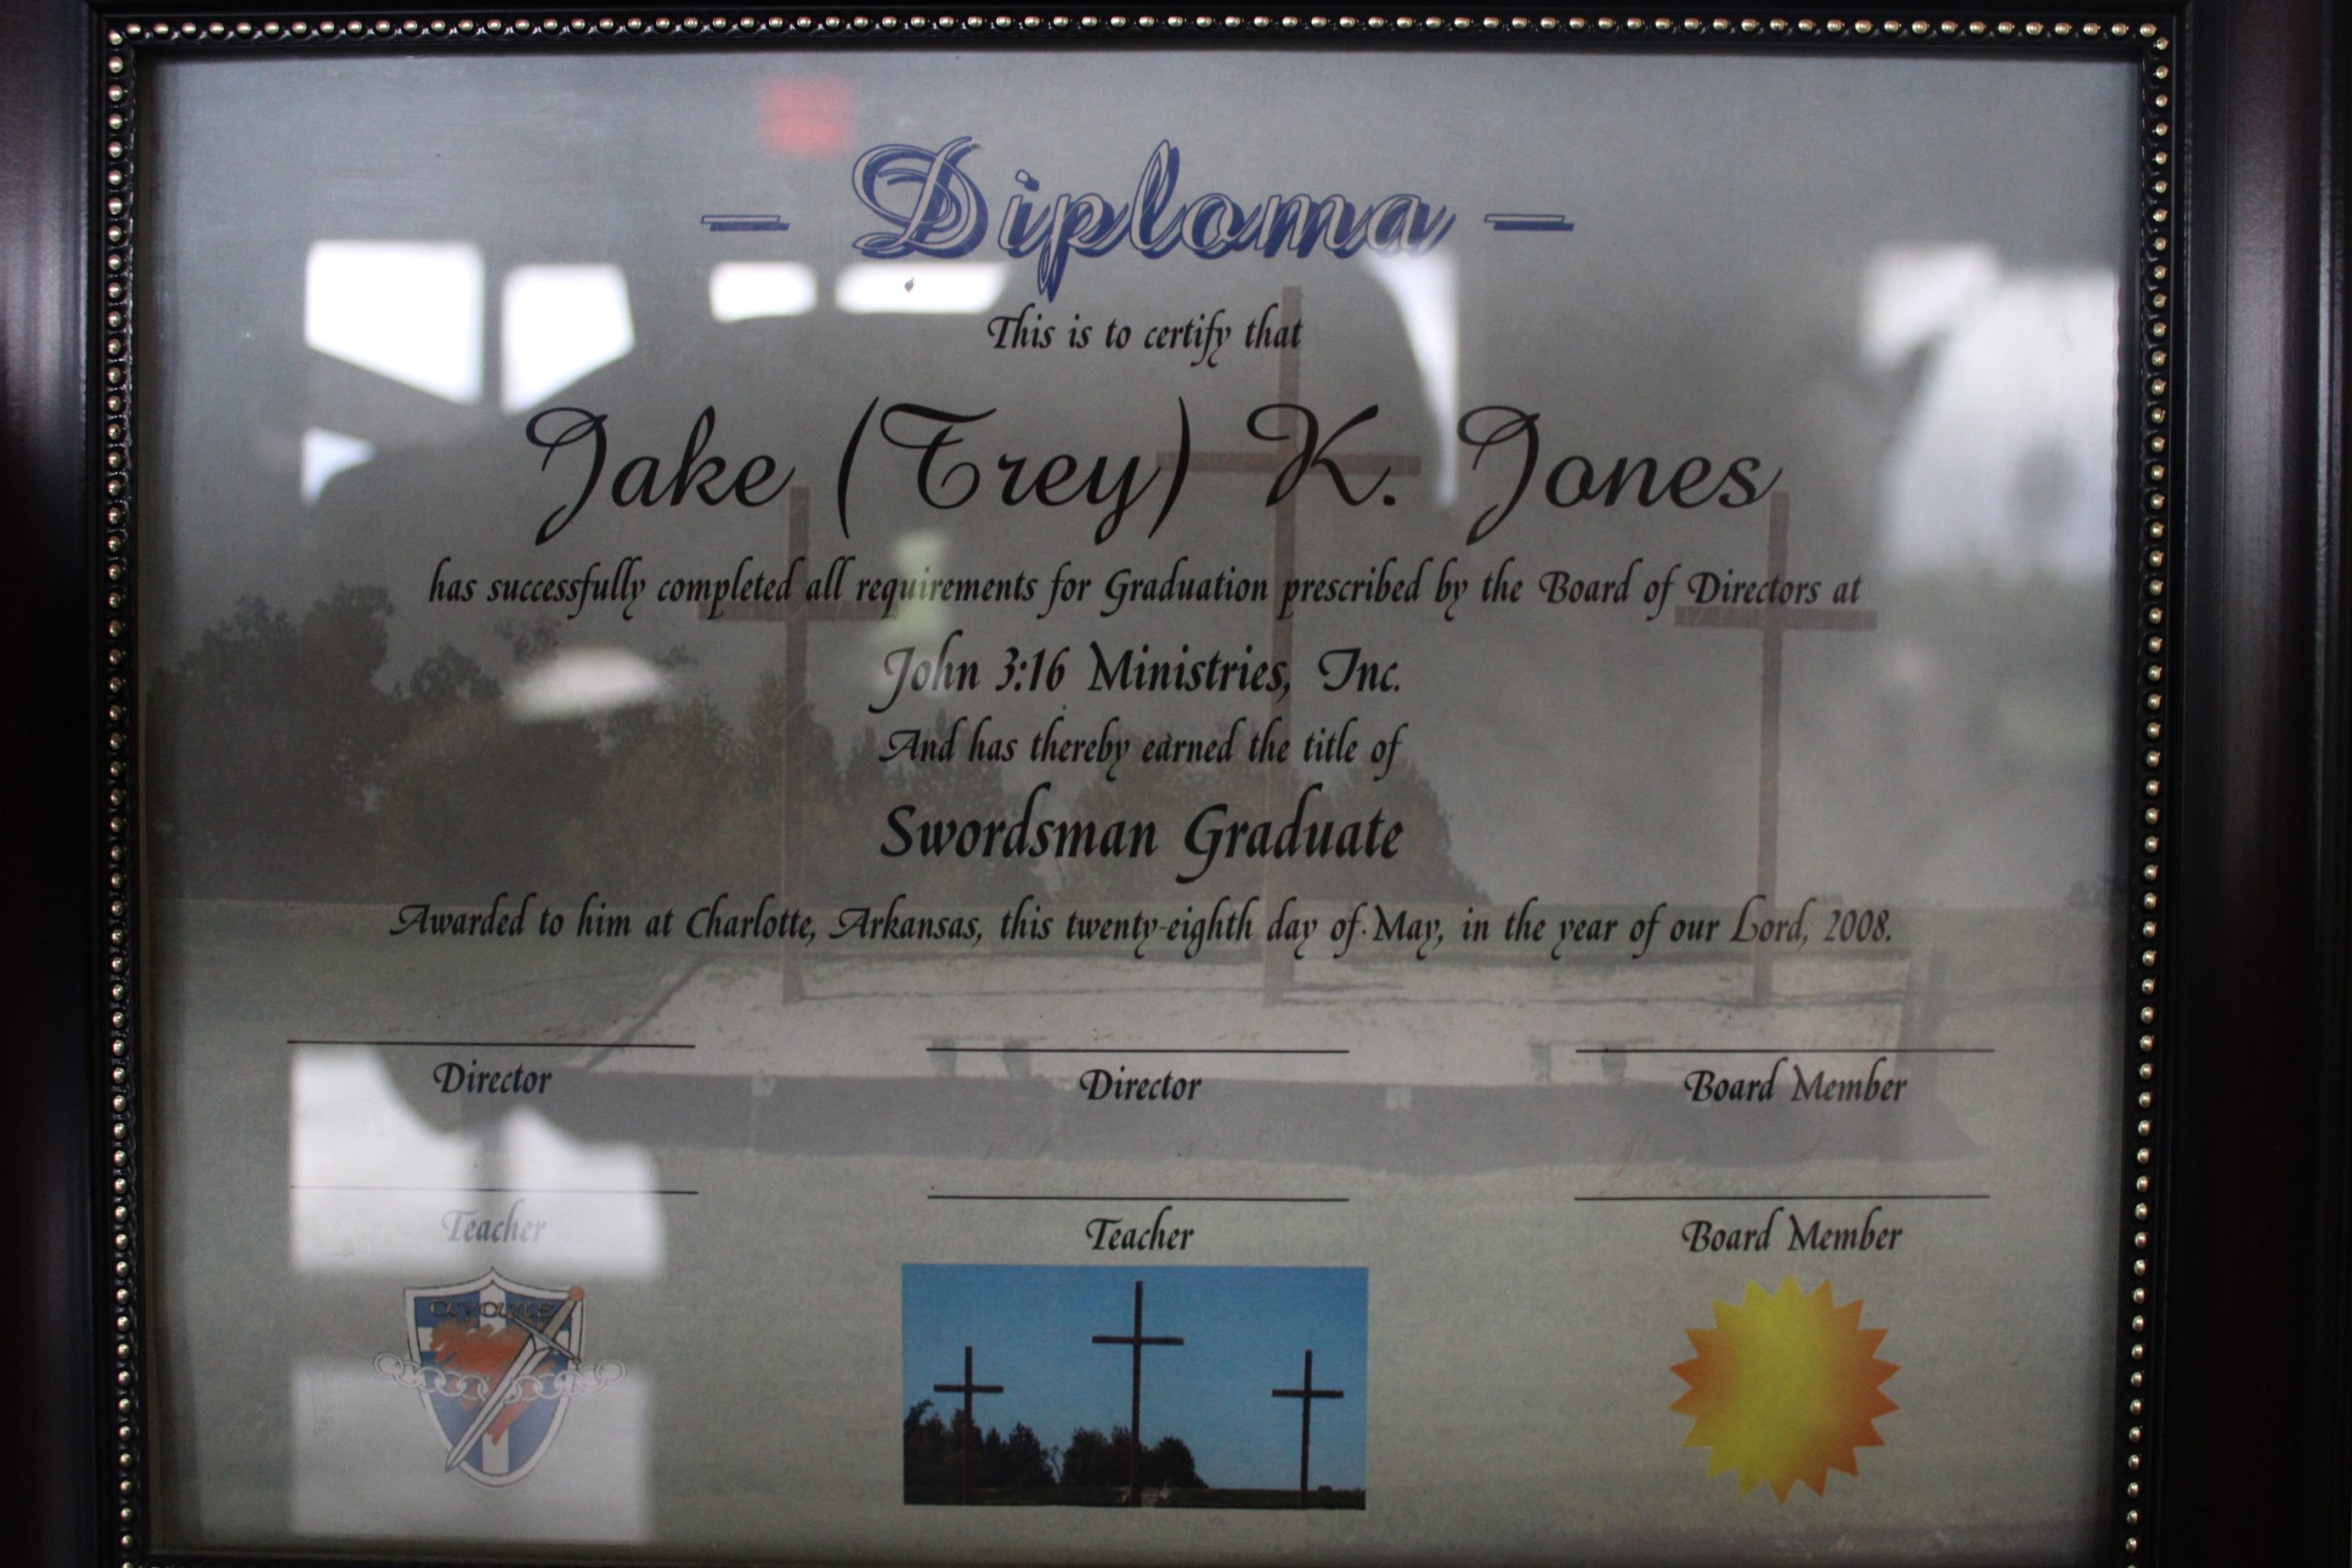 - Diploma -
This is to certify that
Jake (Trey) K. Jones
has successfully completed all requirements for Graduation prescribed by the Board of Directors at
John 3:16 Ministries, Inc.
And has thereby earned the title of
Swordsman Graduate
Awarded to him at Charlotte, Arkansas, this twenty-eighth day of May, in the year of our Lord, 2008.
Director Director Board Member
Teacher Teacher Board Member